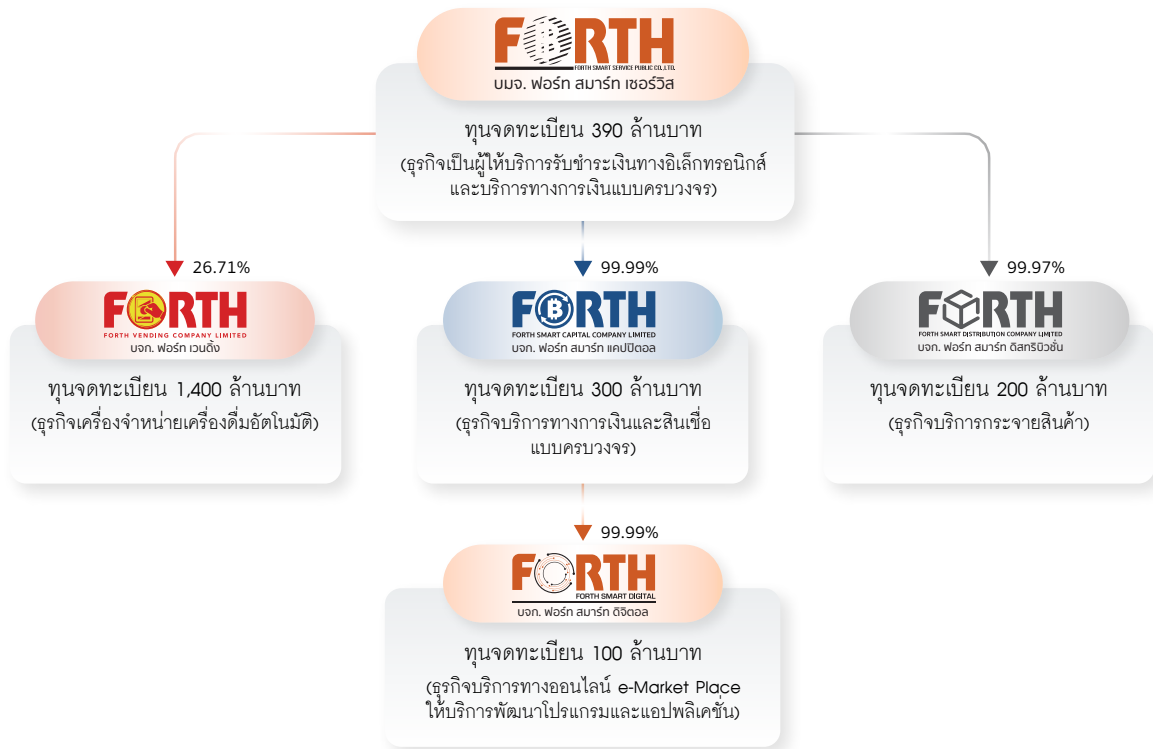 FORTH
FORTH SMART SERVICE PUBLIC CO.,LTD.
บมจ. ฟอร์ท สมาร์ท เซอร์วิส
ทุนจดทะเบียน 390 ล้านบาท
(ธุรกิจเป็นผู้ให้บริการรับชำระเงินทางอิเล็กทรอนิกส์
และบริการทางการเงินแบบครบวงจร)
26.71%
FORTH
FORTH VENDING COMPANY LIMITED
บจก. ฟอร์ท เวนดิ้ง
ทุนจดทะเบียน 1,400 ล้านบาท
(ธุรกิจเครื่องจำหน่ายเครื่องดื่มอัตโนมัติ)
99.99%
FORTH
FORTH SMART CAPITAL COMPANY LIMITED
บจก. ฟอร์ท สมาร์ท แคปปิตอล
ทุนจดทะเบียน 300 ล้านบาท
(ธุรกิจบริการทางการเงินและสินเชื่อ
แบบครบวงจร)
99.97%
FORTH
FORTH SMART DISTRIBUTION COMPANY LIMITED
บจก. ฟอร์ท สมาร์ท ดิสทริบิวชั่น
ทุนจดทะเบียน 200 ล้านบาท
(ธุรกิจบริการกระจายสินค้า)
99.99%
FORTH
FORTH SMART DIGITAL
บจก. ฟอร์ท สมาร์ท ดิจิตอล
ทุนจดทะเบียน 100 ล้านบาท
(ธุรกิจบริการทางออนไลน์ e-Market Place
ให้บริการพัฒนาโปรแกรมและแอปพลิเคชั่น)